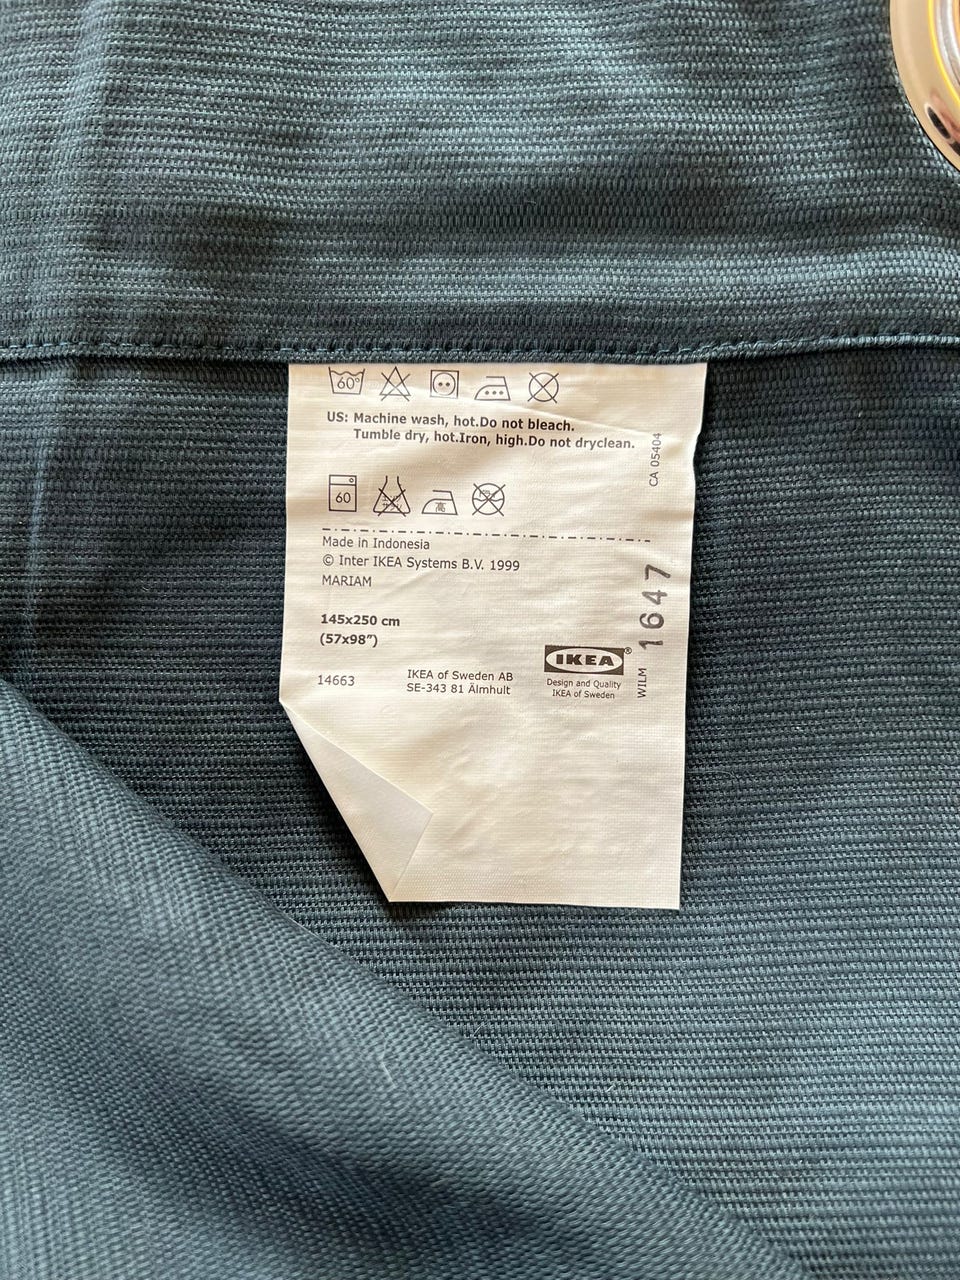 60°
US: Machine wash, hot.Do not bleach.
Tumble dry, hot.Iron, high.Do not dryclean.
CA 05404
60
高
Made in Indonesia
© Inter IKEA Systems B.V. 1999
MARIAM
145x250 cm
(57x98”)
14663
IKEA of Sweden AB
SE-343 81 Älmhult
IKEA®
Design and Quality
IKEA of Sweden
WILM 1647